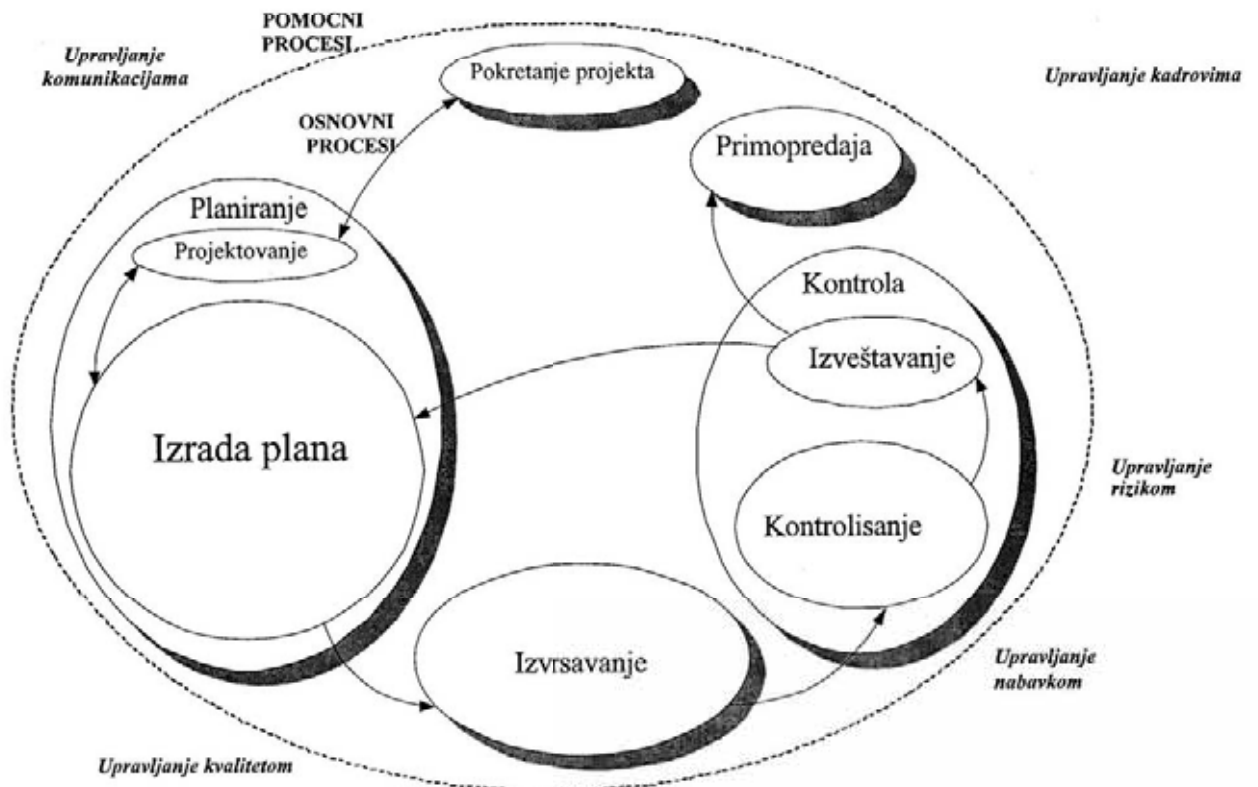 POMOCNI
PROCESI
Upravljanje
komunikacijama
Pokretanje projekta
Upravljanje kadrovima
OSNOVNI
PROCESI
Primopredaja
Planiranje
Projektovanje
Kontrola
Izveštavanje
Izrada plana
Upravljanje
rizikom
Kontrolisanje
Izvrsavanje
Upravljanje
nabavkom
Upravljanje kvalitetom